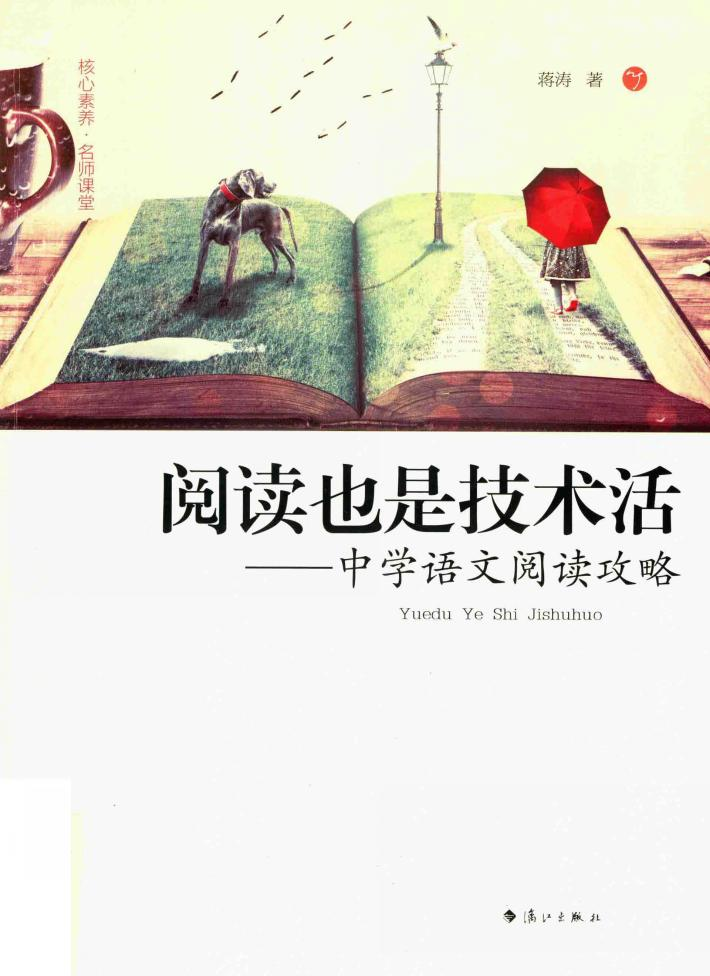 核心素养·名师课堂
蒋涛 著
阅读也是技术活
——中学语文阅读攻略
Yuedu Ye Shi Jishuhuo
漓江出版社